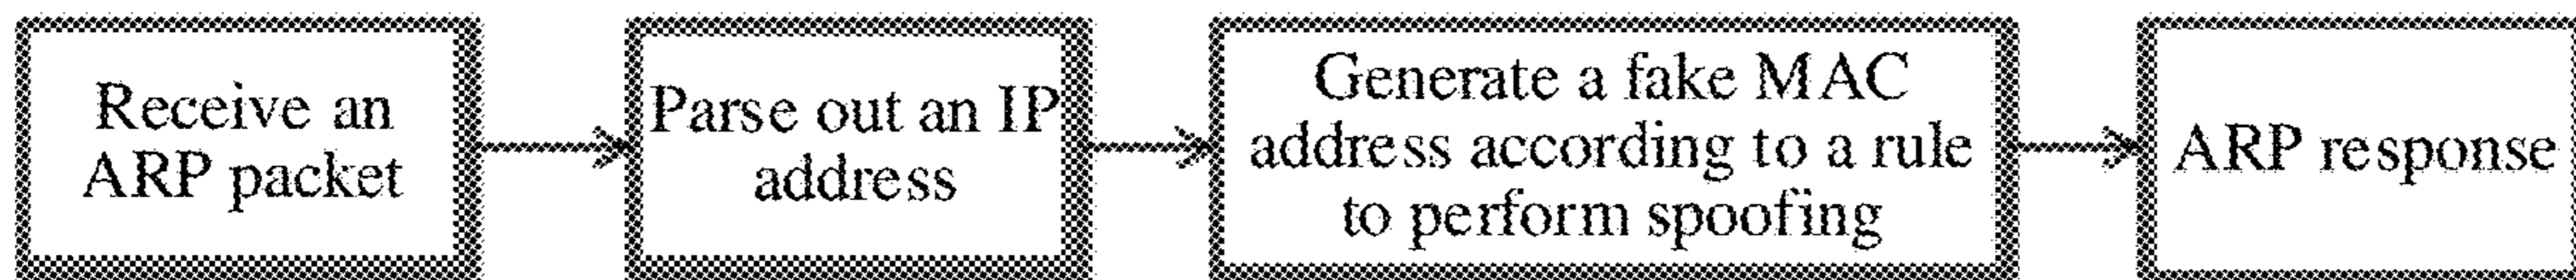 Receive an
ARP packet
Parse out an IP
address
Generate a fake MAC
address according to a rule
to perform spoofing
ARP response